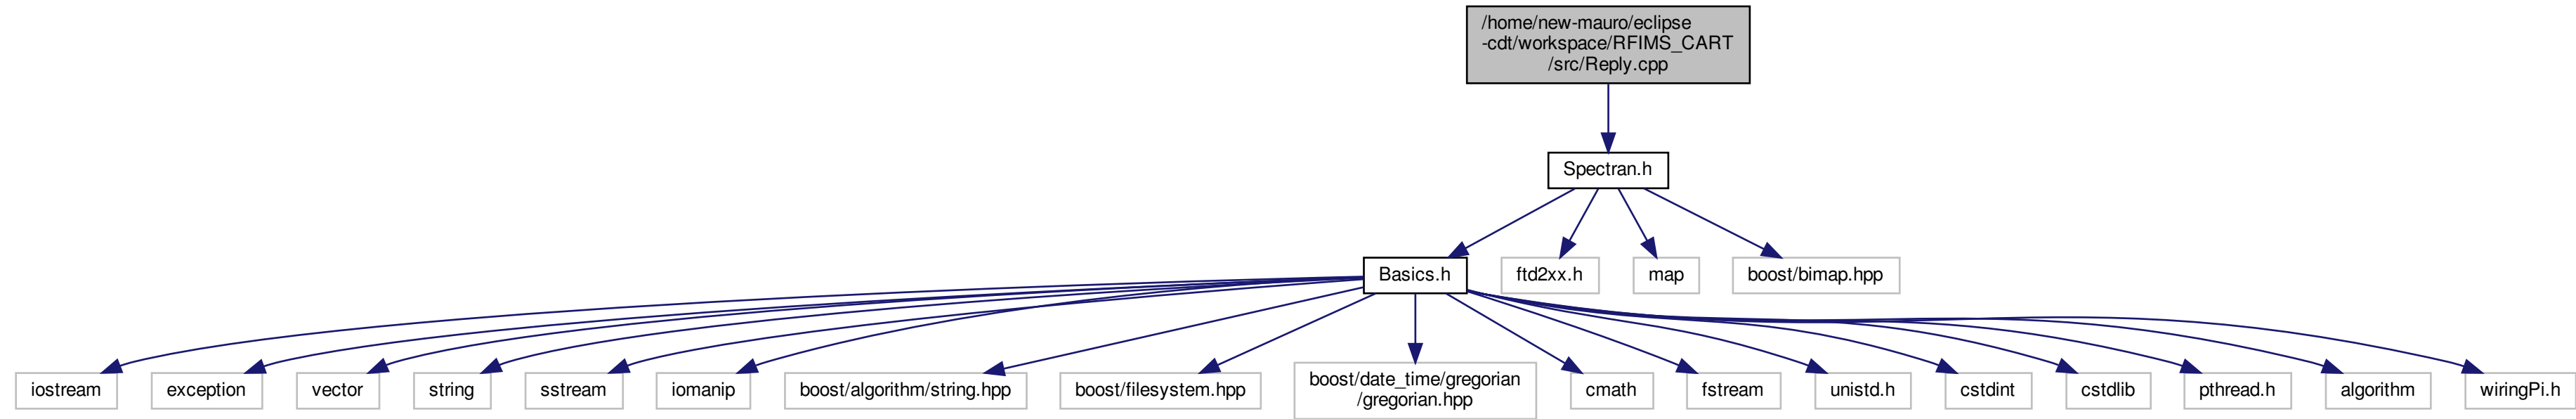 /home/new-mauro/eclipse
-cdt/workspace/RFIMS_CART
/src/Reply.cpp
Spectran.h
Basics.h
ftd2xx.h
map
boost/bimap.hpp
iostream
exception
vector
string
sstream
iomanip
boost/algorithm/string.hpp
boost/filesystem.hpp
boost/date_time/gregorian
/gregorian.hpp
cmath
fstream
unistd.h
cstdint
cstdlib
pthread.h
algorithm
wiringPi.h